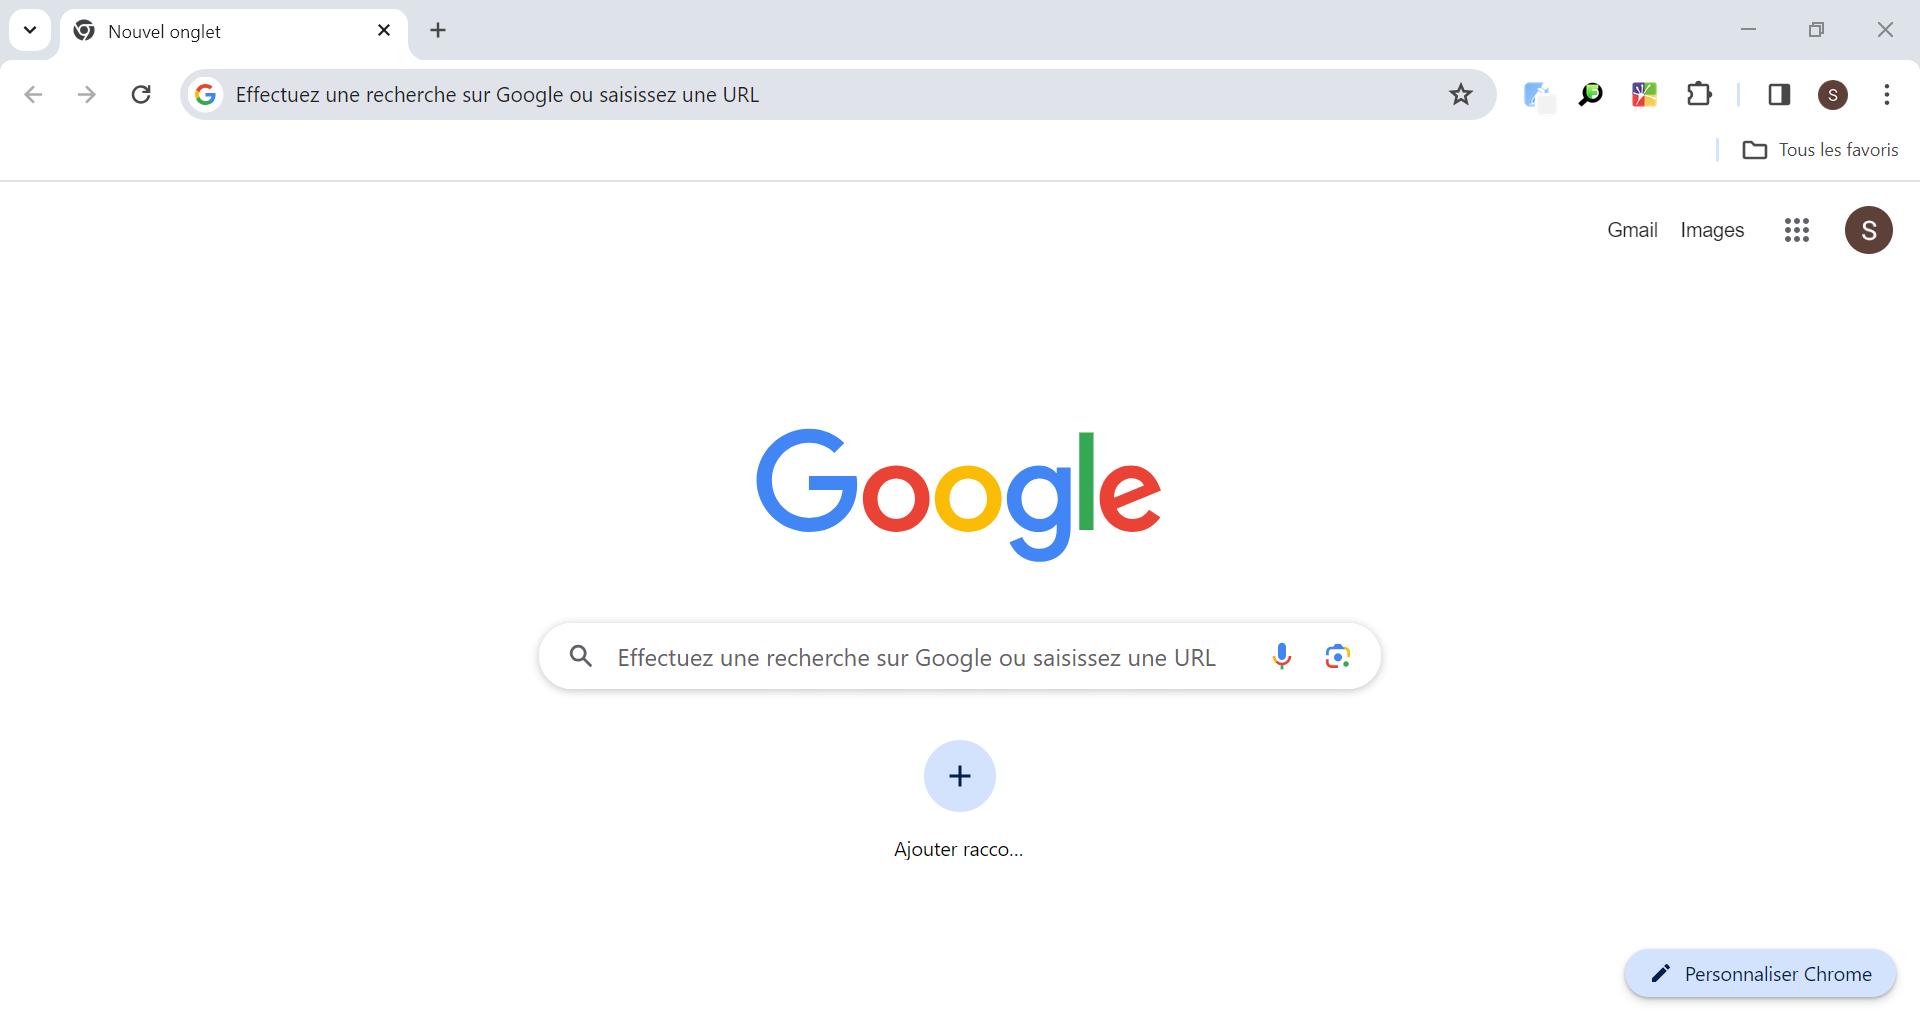 Nouvel onglet
Effectuez une recherche sur Google ou saisissez une URL
S
Tous les favoris
Gmail
Images
S
Google
Effectuez une recherche sur Google ou saisissez une URL
Ajouter racco...
Personnaliser Chrome